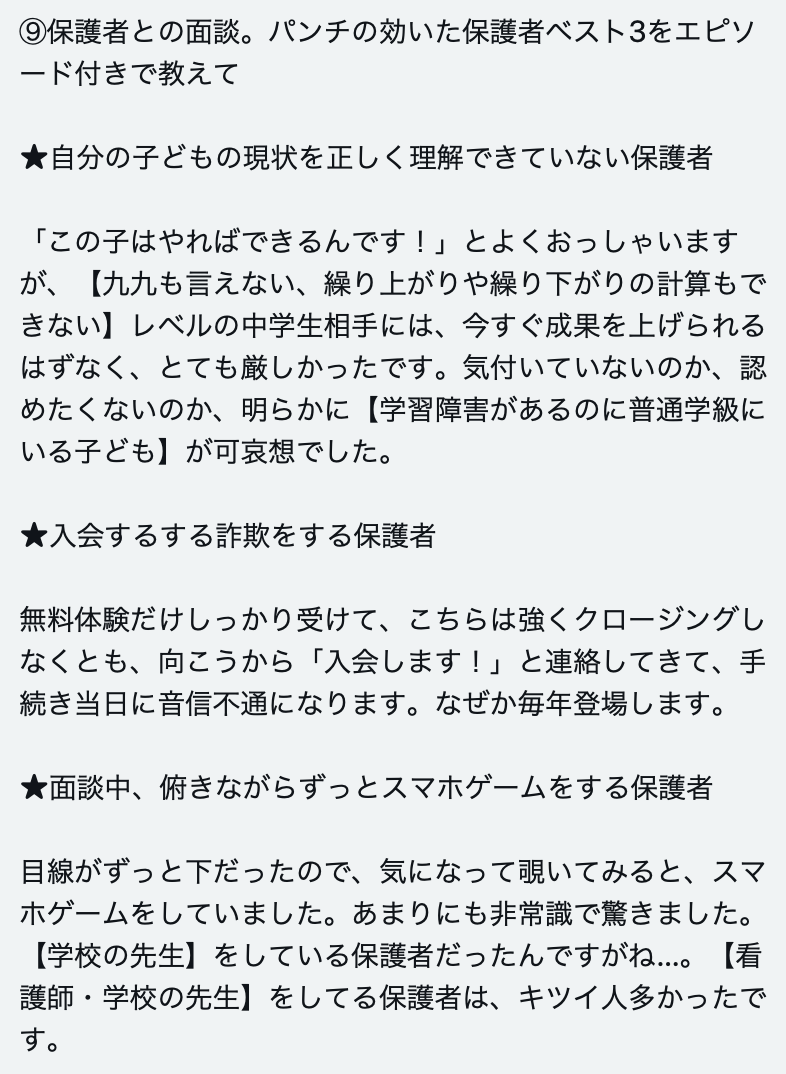 ⑨保護者との面談。パンチの効いた保護者ベスト3をエピソ
ード付きで教えて
★自分の子どもの現状を正しく理解できていない保護者
「この子はやればできるんです！」とよくおっしゃいます
が、【九九も言えない、繰り上がりや繰り下がりの計算もで
きない】レベルの中学生相手には、今すぐ成果を上げられる
はずなく、とても厳しかったです。気付いていないのか、認
めたくないのか、明らかに【学習障害があるのに普通学級に
いる子ども】が可哀想でした。
★入会するする詐欺をする保護者
無料体験だけしっかり受けて、こちらは強くクロージングし
なくとも、向こうから「入会します！」と連絡してきて、手
続き当日に音信不通になります。なぜか毎年登場します。
★面談中、俯きながらずっとスマホゲームをする保護者
目線がずっと下だったので、気になって覗いてみると、スマ
ホゲームをしていました。あまりにも非常識で驚きました。
【学校の先生】をしている保護者だったんですがね…。【看
護師・学校の先生】をしてる保護者は、キツイ人多かったで
す。